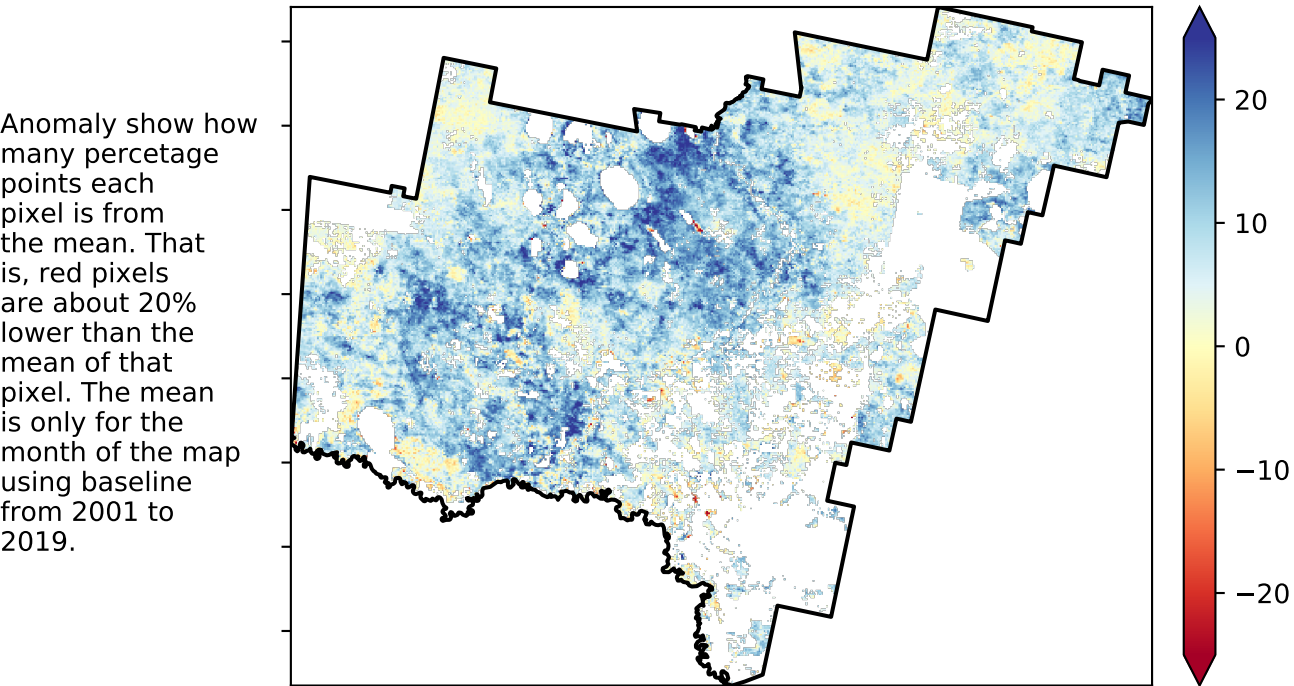 Anomaly show how
many percetage
points each
pixel is from
the mean. That
is, red pixels
are about 20%
lower than the
mean of that
pixel. The mean
is only for the
month of the map
using baseline
from 2001 to
2019.
20
10
0
−10
−20